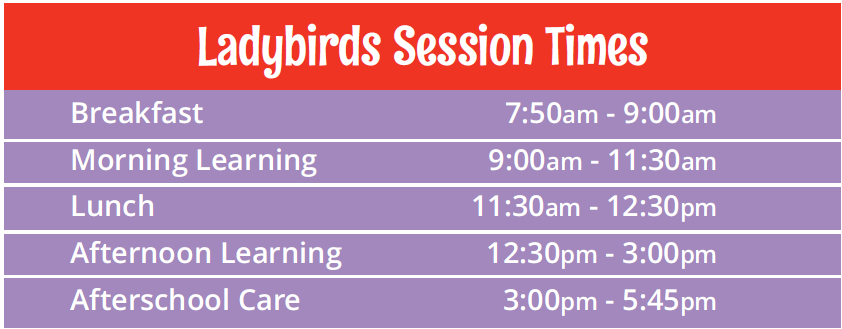 Ladybirds Session Times
Breakfast 7:50am - 9:00am
Morning Learning 9:00am - 11:30am
Lunch 11:30am - 12:30pm
Afternoon Learning 12:30pm - 3:00pm
Afterschool Care 3:00pm - 5:45pm